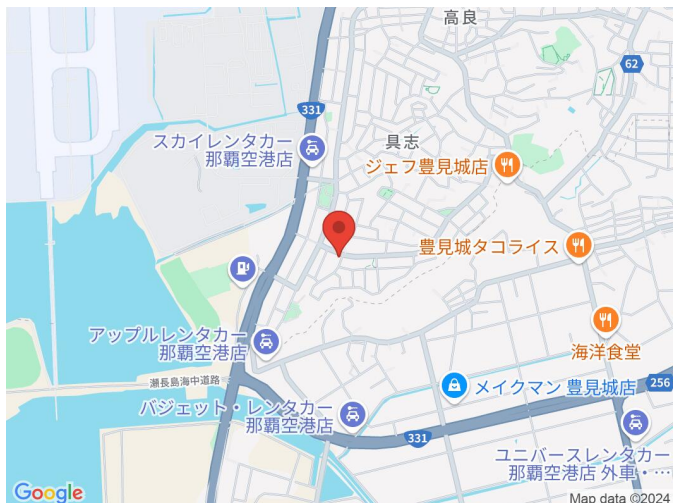 高良
62
331
スカイレンタカー
那覇空港店
具志
ジェフ豊見城店
豊見城タコライス
アップルレンタカー
那覇空港店
海洋食堂
瀬長島海中道路
メイクマン 豊見城店
256
バジェット・レンタカー
那覇空港店
331
ユニバースレンタカー
那覇空港店 外車・…
Google
Map data ©2024